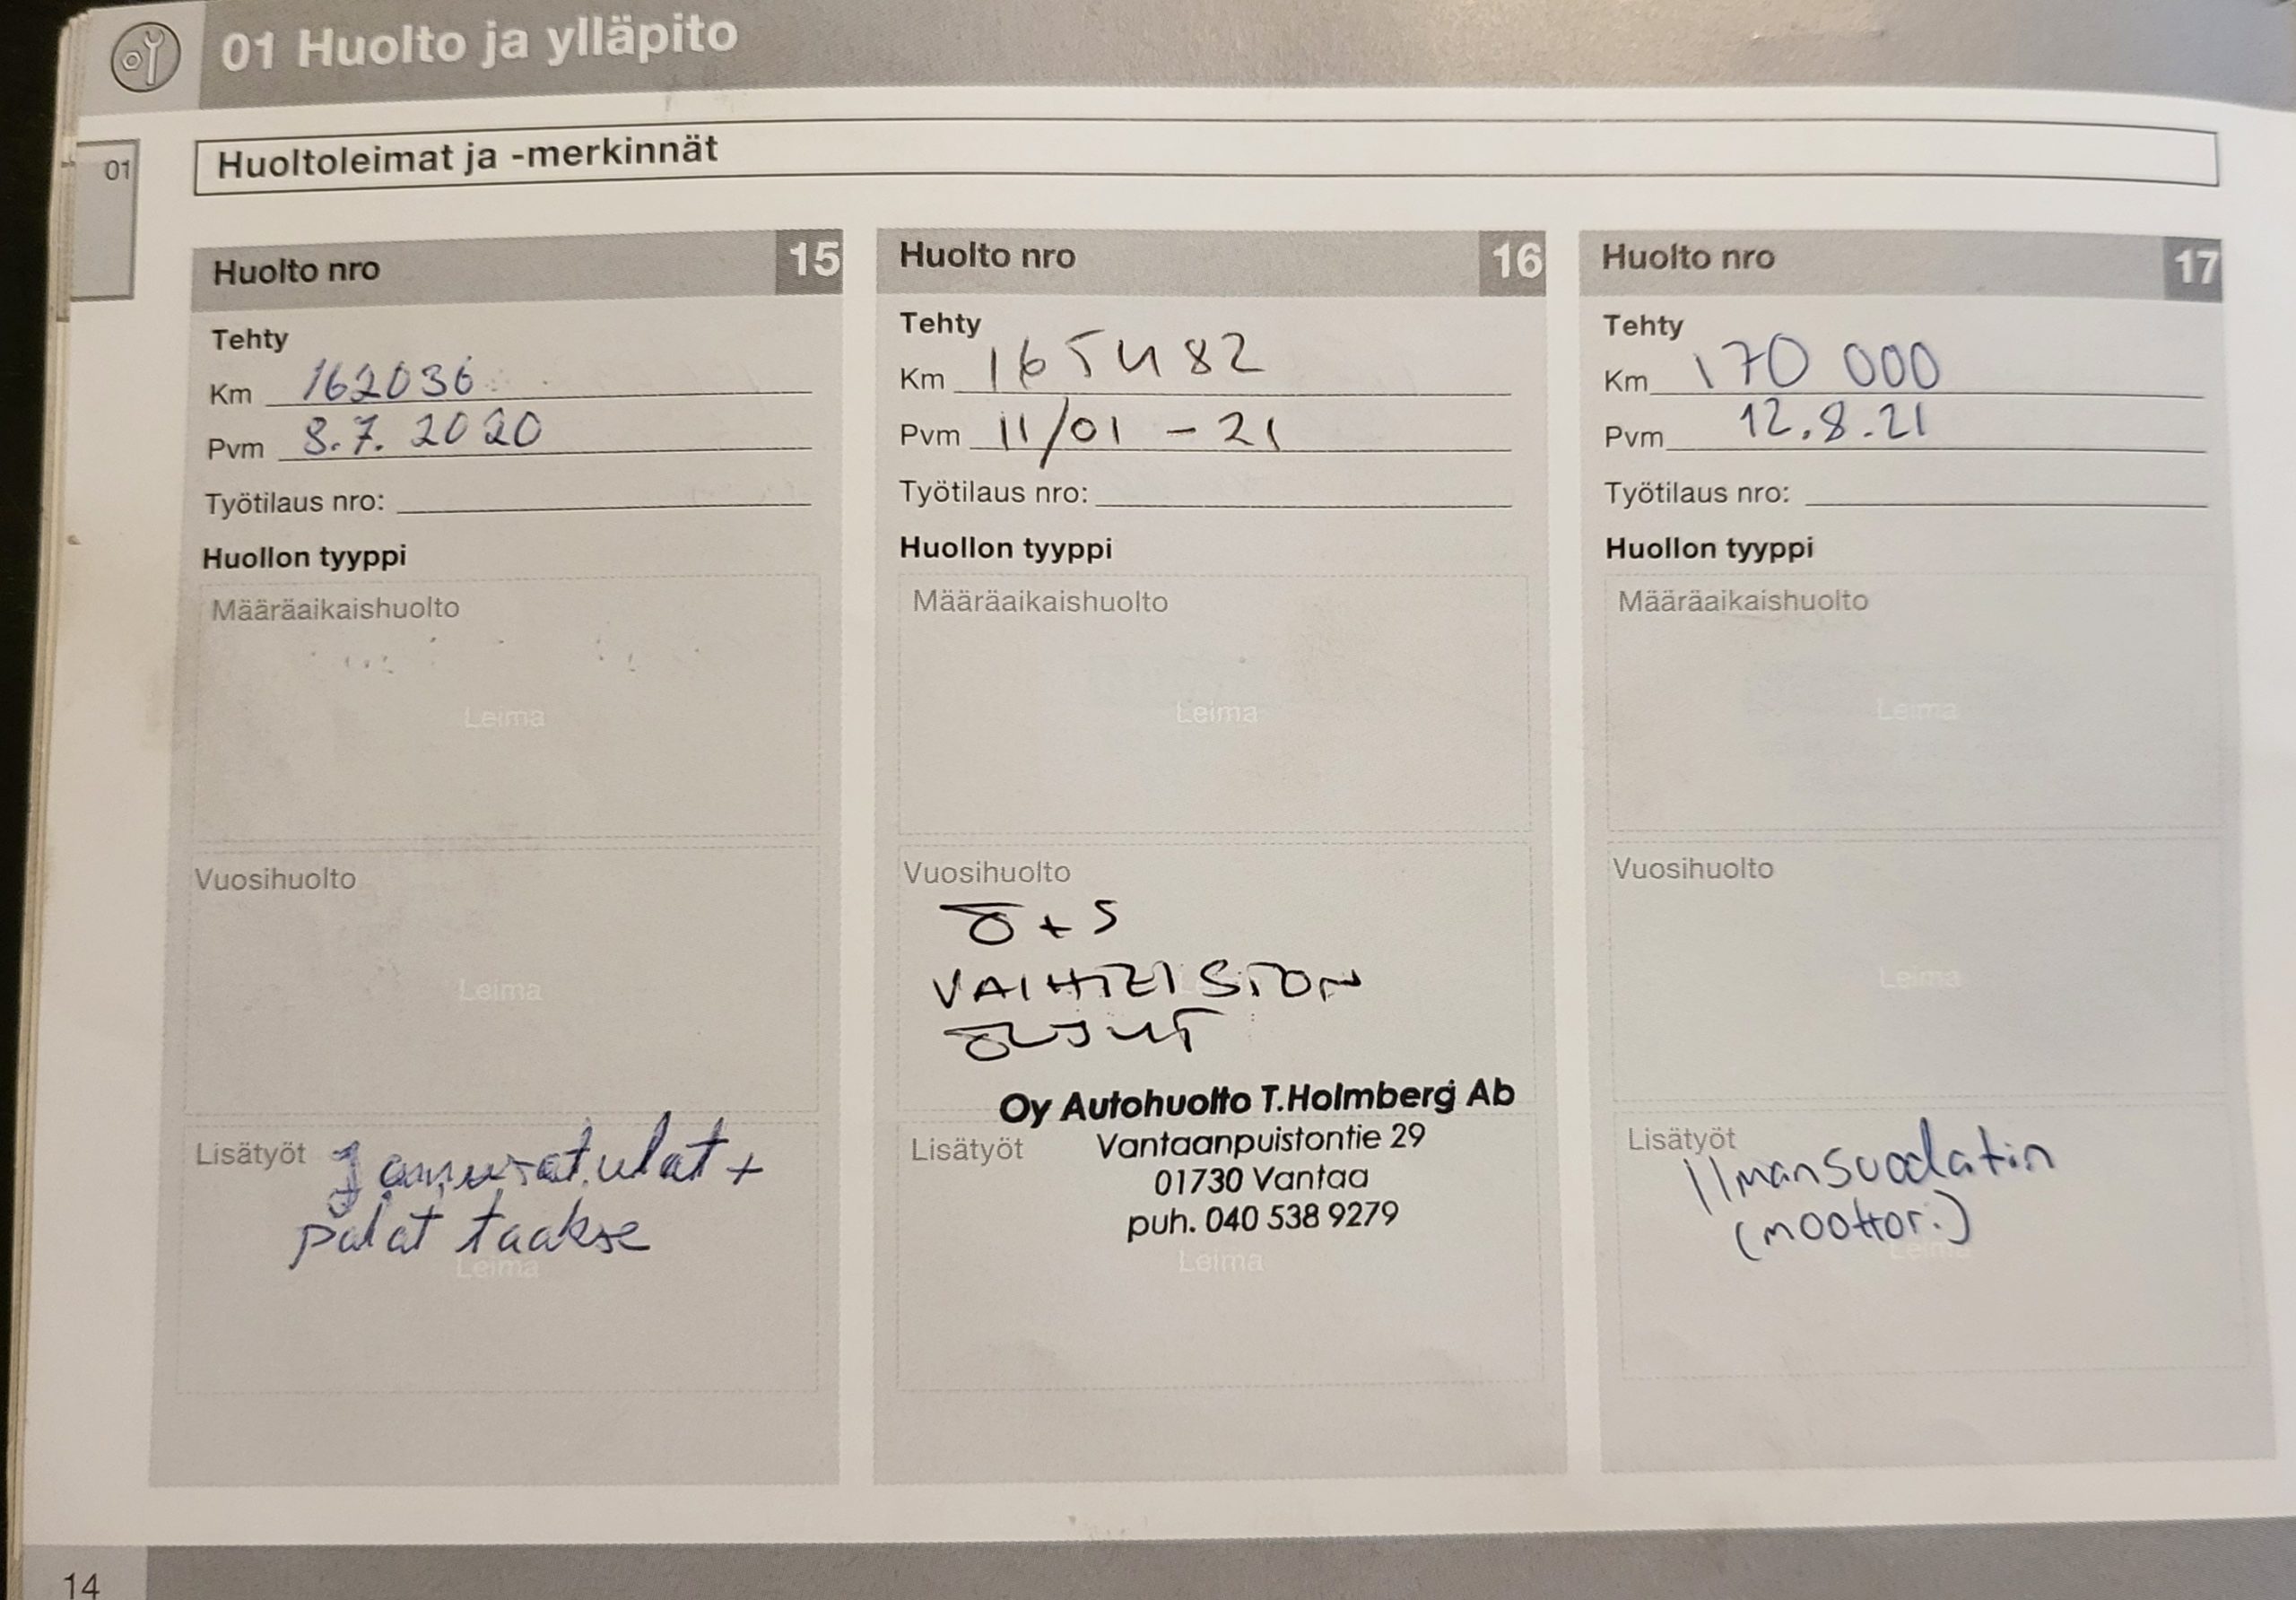 01 Huolto ja ylläpito
01
Huoltoleimat ja -merkinnät
Huolto nro 15
Tehty
Km 162036
Pvm 8.7.2020
Työtilaus nro:
Huollon tyyppi
Määräaikaishuolto
Leima
Vuosihuolto
Leima
Lisätyöt Jarrusatulat +
palat taakse
Leima
Huolto nro 16
Tehty
Km 165482
Pvm 11/01 - 21
Työtilaus nro:
Huollon tyyppi
Määräaikaishuolto
Leima
Vuosihuolto
Ö + S
VAIHTEISTON
ÖLJYT
Oy Autohuolto T.Holmberg Ab
Lisätyöt Vantaanpuistontie 29
01730 Vantaa
puh. 040 538 9279
Leima
Huolto nro 17
Tehty
Km 170 000
Pvm 12.8.21
Työtilaus nro:
Huollon tyyppi
Määräaikaishuolto
Leima
Vuosihuolto
Leima
Lisätyöt
Ilmansuodatin
(moottor.)
Leima
14